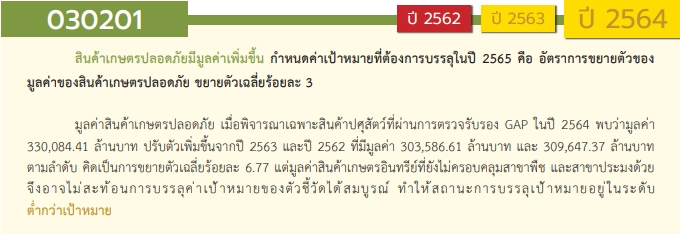 030201 ปี 2562 ปี 2563 ปี 2564
สินค้าเกษตรปลอดภัยมีมูลค่าเพิ่มขึ้น กำหนดค่าเป้าหมายที่ต้องการบรรลุในปี 2565 คือ อัตราการขยายตัวของ
มูลค่าของสินค้าเกษตรปลอดภัย ขยายตัวเฉลี่ยร้อยละ 3
มูลค่าสินค้าเกษตรปลอดภัย เมื่อพิจารณาเฉพาะสินค้าปศุสัตว์ที่ผ่านการตรวจรับรอง GAP ในปี 2564 พบว่ามูลค่า
330,084.41 ล้านบาท ปรับตัวเพิ่มขึ้นจากปี 2563 และปี 2562 ที่มีมูลค่า 303,586.61 ล้านบาท และ 309,647.37 ล้านบาท
ตามลำดับ คิดเป็นการขยายตัวเฉลี่ยร้อยละ 6.77 แต่มูลค่าสินค้าเกษตรอินทรีย์ที่ยังไม่ครอบคลุมสาขาพืช และสาขาประมงด้วย
จึงอาจไม่สะท้อนการบรรลุค่าเป้าหมายของตัวชี้วัดได้สมบูรณ์ ทำให้สถานะการบรรลุเป้าหมายอยู่ในระดับ
ต่ำกว่าเป้าหมาย